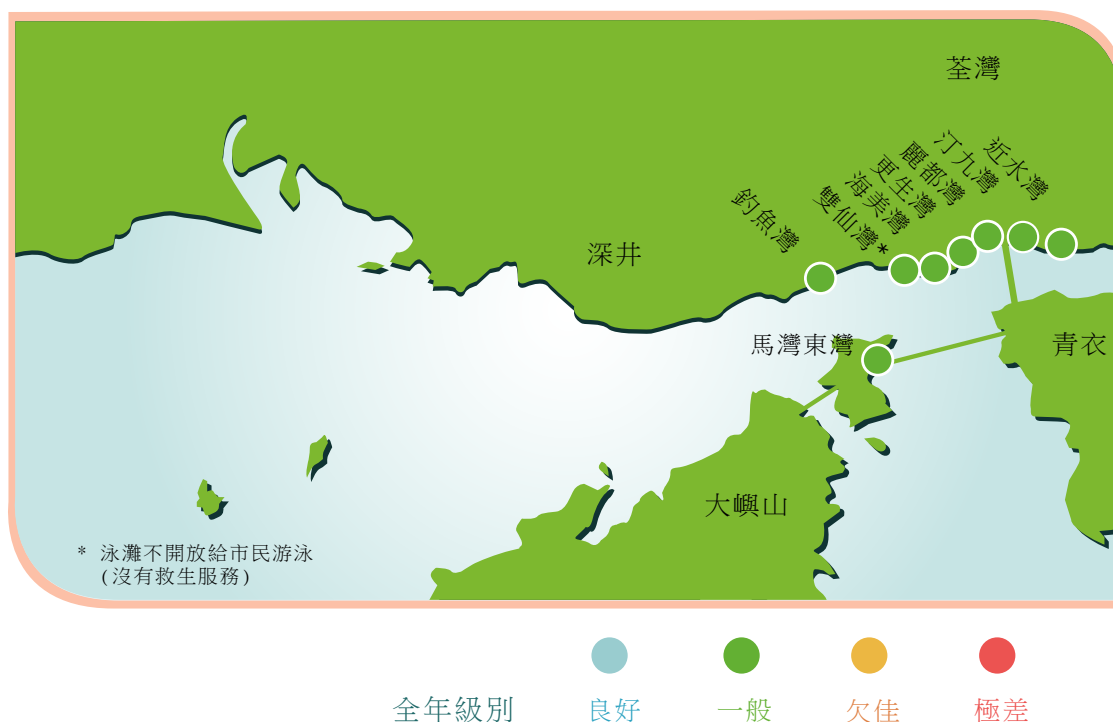 荃灣
近水灣
汀九灣
麗都灣
更生灣
海美灣
雙仙灣*
釣魚灣
深井
馬灣東灣
青衣
大嶼山
* 泳灘不開放給市民游泳
(沒有救生服務)
全年級別
良好
一般
欠佳
極差